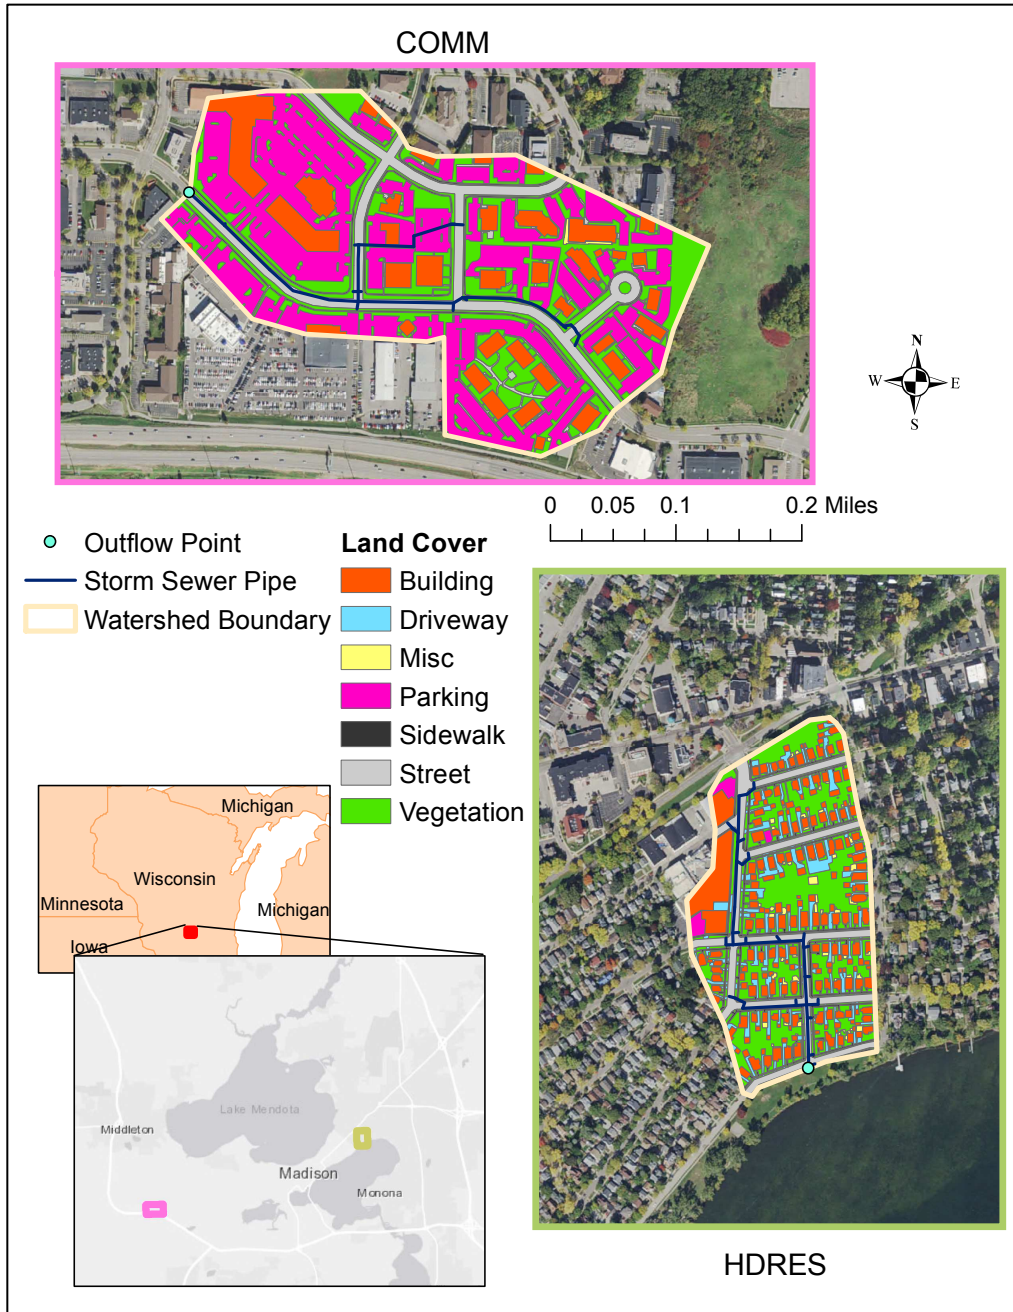 COMM
N
W E
S
0 0.05 0.1 0.2 Miles
Outflow Point
Storm Sewer Pipe
Watershed Boundary
Land Cover
Building
Driveway
Misc
Parking
Sidewalk
Street
Vegetation
Michigan
Wisconsin
Minnesota
Michigan
Iowa
Lake Mendota
Middleton
Madison
Monona
HDRES